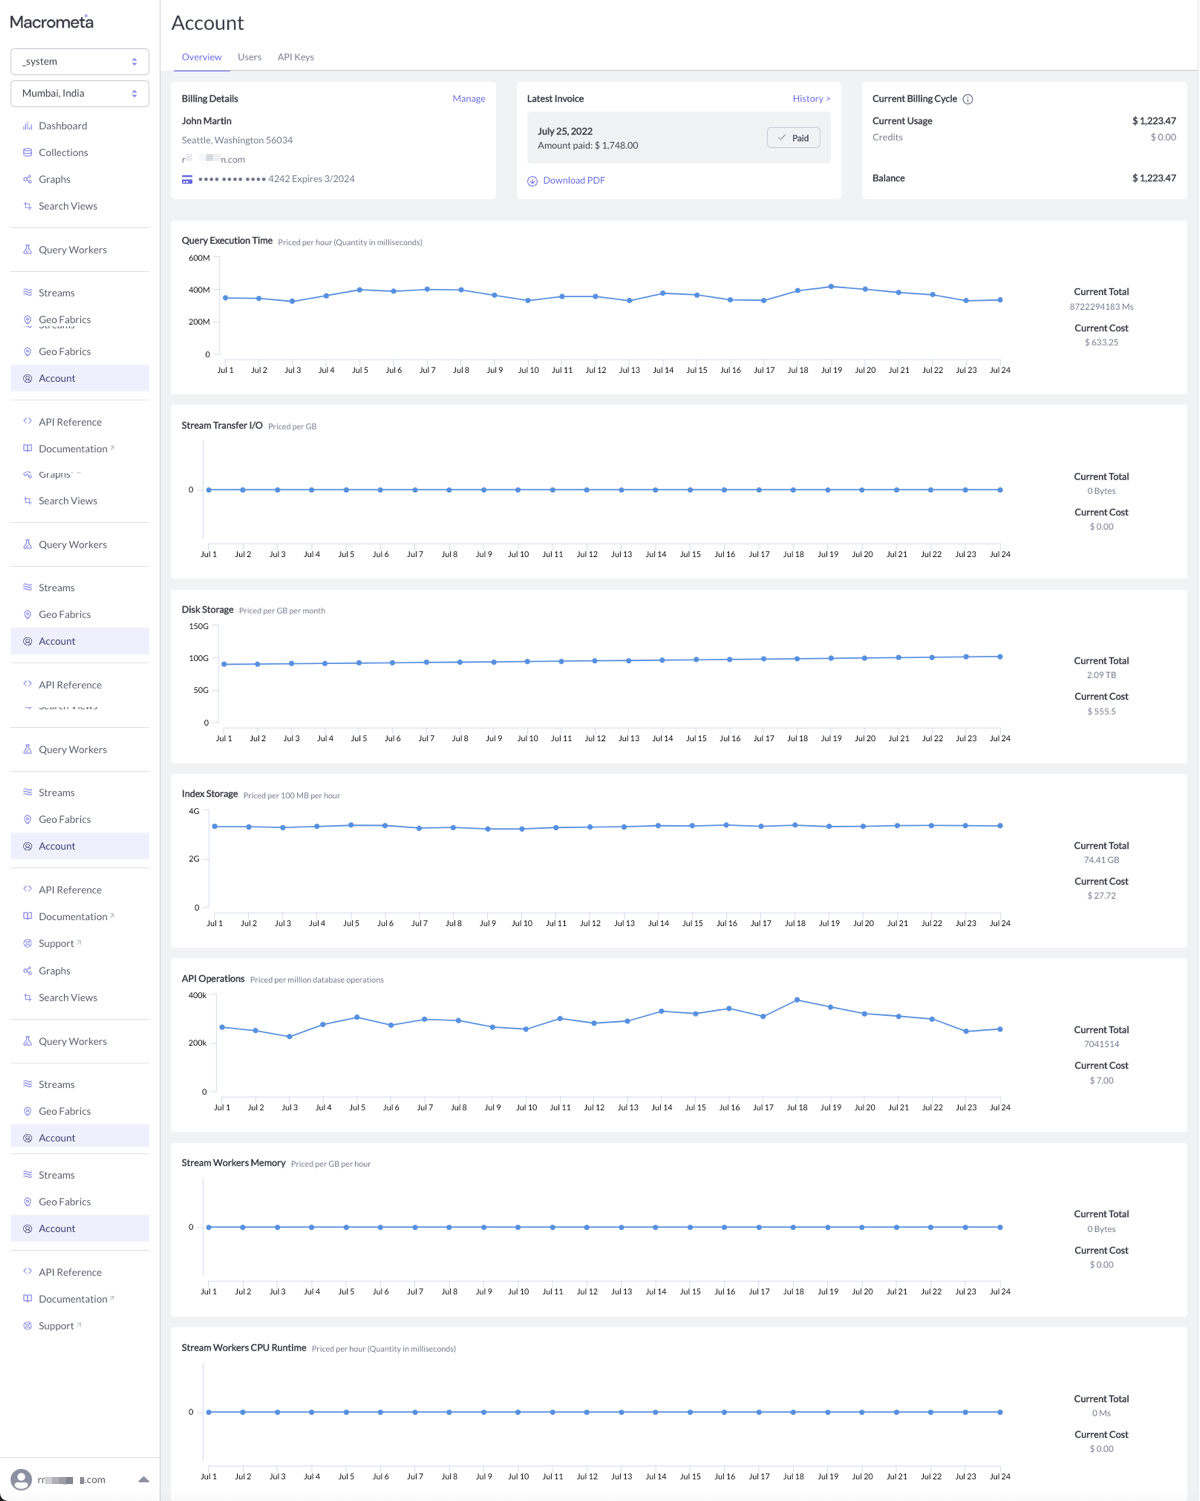 Macrometa
_system
Mumbai, India
Dashboard
Collections
Graphs
Search Views
Query Workers
Streams
Geo Fabrics
Streams
Geo Fabrics
Account
API Reference
Documentation
Graphs
Search Views
Query Workers
Streams
Geo Fabrics
Account
API Reference
Search Views
Query Workers
Streams
Geo Fabrics
Account
API Reference
Documentation
Support
Graphs
Search Views
Query Workers
Streams
Geo Fabrics
Account
Streams
Geo Fabrics
Account
API Reference
Documentation
Support
.com
Account
Overview Users API Keys
Billing Details Manage
John Martin
Seattle, Washington 56034
.com
•••• •••• •••• 4242 Expires 3/2024
Latest Invoice History >
July 25, 2022
Amount paid: $ 1,748.00
Paid
Download PDF
Current Billing Cycle
Current Usage $ 1,223.47
Credits $ 0.00
Balance $ 1,223.47
Query Execution Time Priced per hour (Quantity in milliseconds)
600M
400M
200M
0
Jul 1 Jul 2 Jul 3 Jul 4 Jul 5 Jul 6 Jul 7 Jul 8 Jul 9 Jul 10 Jul 11 Jul 12 Jul 13 Jul 14 Jul 15 Jul 16 Jul 17 Jul 18 Jul 19 Jul 20 Jul 21 Jul 22 Jul 23 Jul 24
Current Total
8722294183 Ms
Current Cost
$ 633.25
Stream Transfer I/O Priced per GB
0
Jul 1 Jul 2 Jul 3 Jul 4 Jul 5 Jul 6 Jul 7 Jul 8 Jul 9 Jul 10 Jul 11 Jul 12 Jul 13 Jul 14 Jul 15 Jul 16 Jul 17 Jul 18 Jul 19 Jul 20 Jul 21 Jul 22 Jul 23 Jul 24
Current Total
0 Bytes
Current Cost
$ 0.00
Disk Storage Priced per GB per month
150G
100G
50G
0
Jul 1 Jul 2 Jul 3 Jul 4 Jul 5 Jul 6 Jul 7 Jul 8 Jul 9 Jul 10 Jul 11 Jul 12 Jul 13 Jul 14 Jul 15 Jul 16 Jul 17 Jul 18 Jul 19 Jul 20 Jul 21 Jul 22 Jul 23 Jul 24
Current Total
2.09 TB
Current Cost
$ 555.5
Index Storage Priced per 100 MB per hour
4G
2G
0
Jul 1 Jul 2 Jul 3 Jul 4 Jul 5 Jul 6 Jul 7 Jul 8 Jul 9 Jul 10 Jul 11 Jul 12 Jul 13 Jul 14 Jul 15 Jul 16 Jul 17 Jul 18 Jul 19 Jul 20 Jul 21 Jul 22 Jul 23 Jul 24
Current Total
74.41 GB
Current Cost
$ 27.72
API Operations Priced per million database operations
400k
200k
0
Jul 1 Jul 2 Jul 3 Jul 4 Jul 5 Jul 6 Jul 7 Jul 8 Jul 9 Jul 10 Jul 11 Jul 12 Jul 13 Jul 14 Jul 15 Jul 16 Jul 17 Jul 18 Jul 19 Jul 20 Jul 21 Jul 22 Jul 23 Jul 24
Current Total
7041514
Current Cost
$ 7.00
Stream Workers Memory Priced per GB per hour
0
Jul 1 Jul 2 Jul 3 Jul 4 Jul 5 Jul 6 Jul 7 Jul 8 Jul 9 Jul 10 Jul 11 Jul 12 Jul 13 Jul 14 Jul 15 Jul 16 Jul 17 Jul 18 Jul 19 Jul 20 Jul 21 Jul 22 Jul 23 Jul 24
Current Total
0 Bytes
Current Cost
$ 0.00
Stream Workers CPU Runtime Priced per hour (Quantity in milliseconds)
0
Jul 1 Jul 2 Jul 3 Jul 4 Jul 5 Jul 6 Jul 7 Jul 8 Jul 9 Jul 10 Jul 11 Jul 12 Jul 13 Jul 14 Jul 15 Jul 16 Jul 17 Jul 18 Jul 19 Jul 20 Jul 21 Jul 22 Jul 23 Jul 24
Current Total
0 Ms
Current Cost
$ 0.00